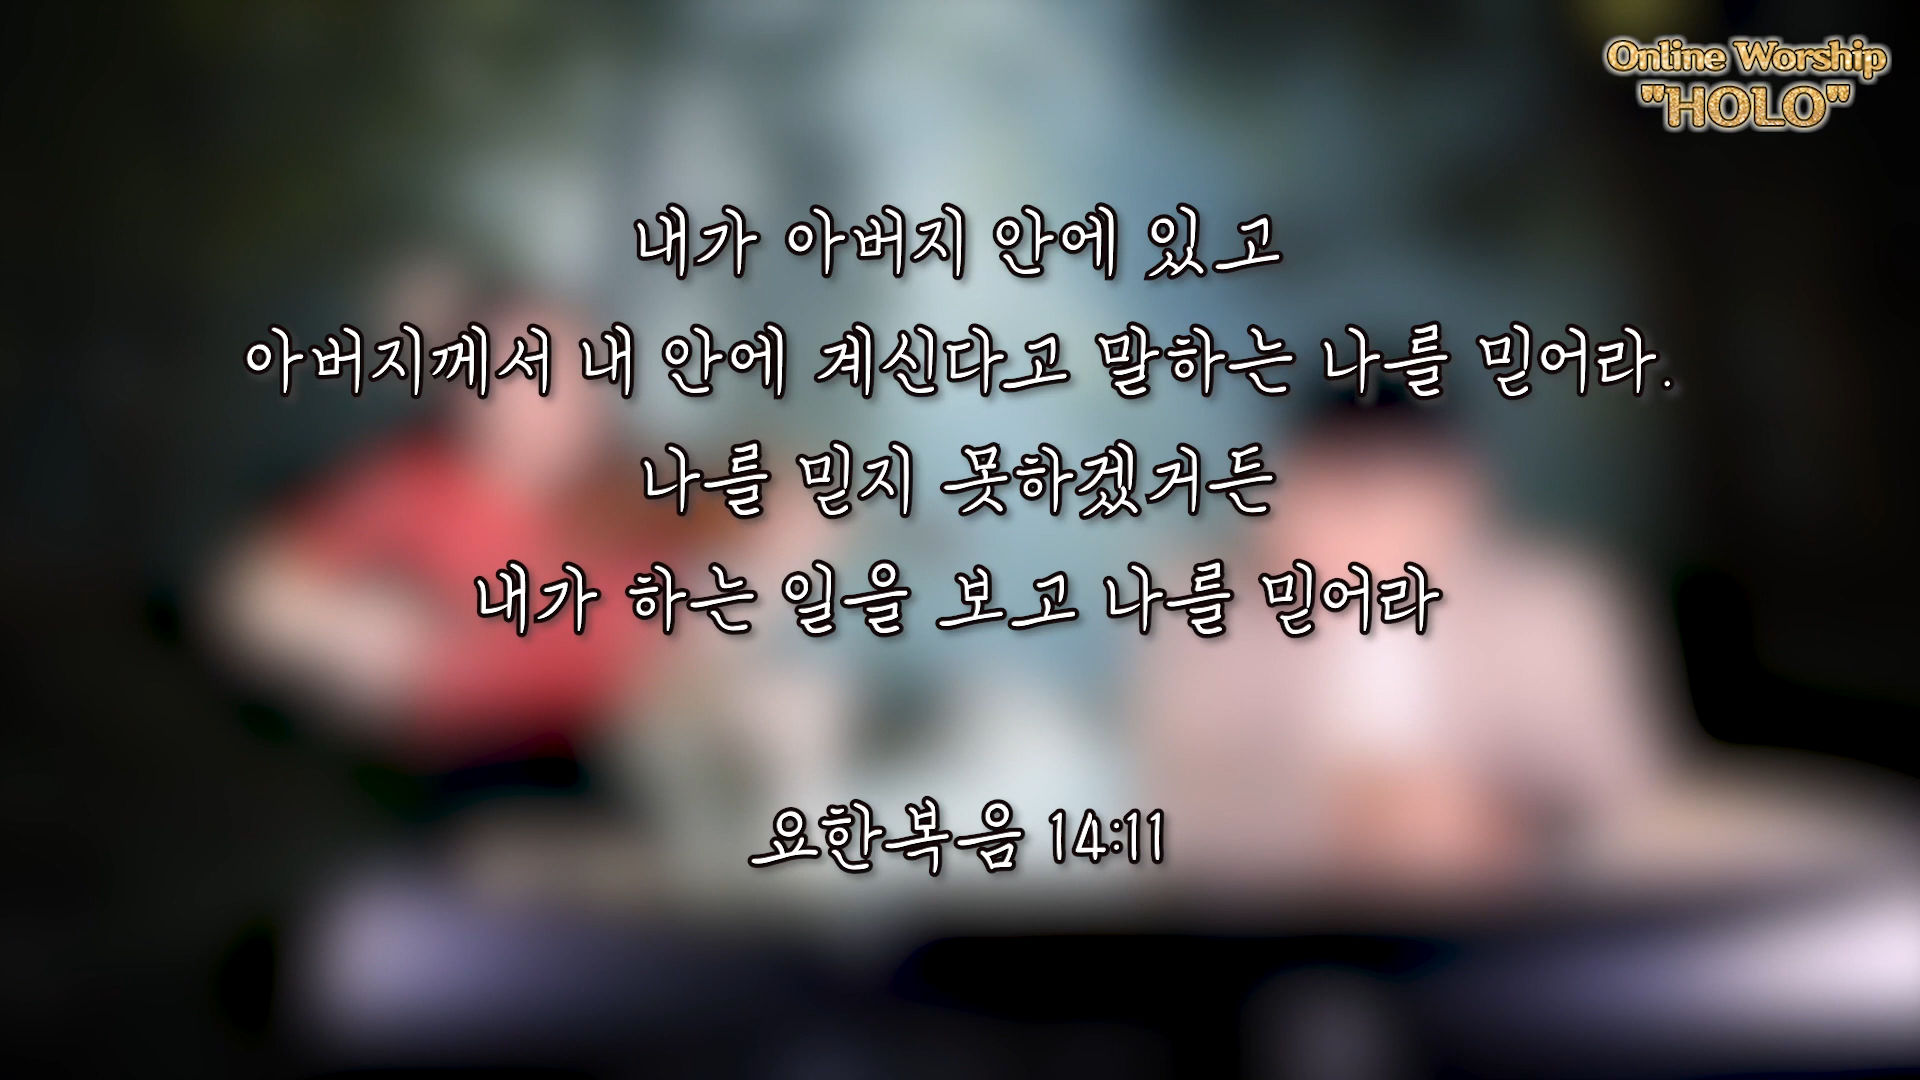 Online Worship
"HOLO"
내가 아버지 안에 있고
아버지께서 내 안에 계신다고 말하는 나를 믿어라.
나를 믿지 못하겠거든
내가 하는 일을 보고 나를 믿어라
요한복음 14:11